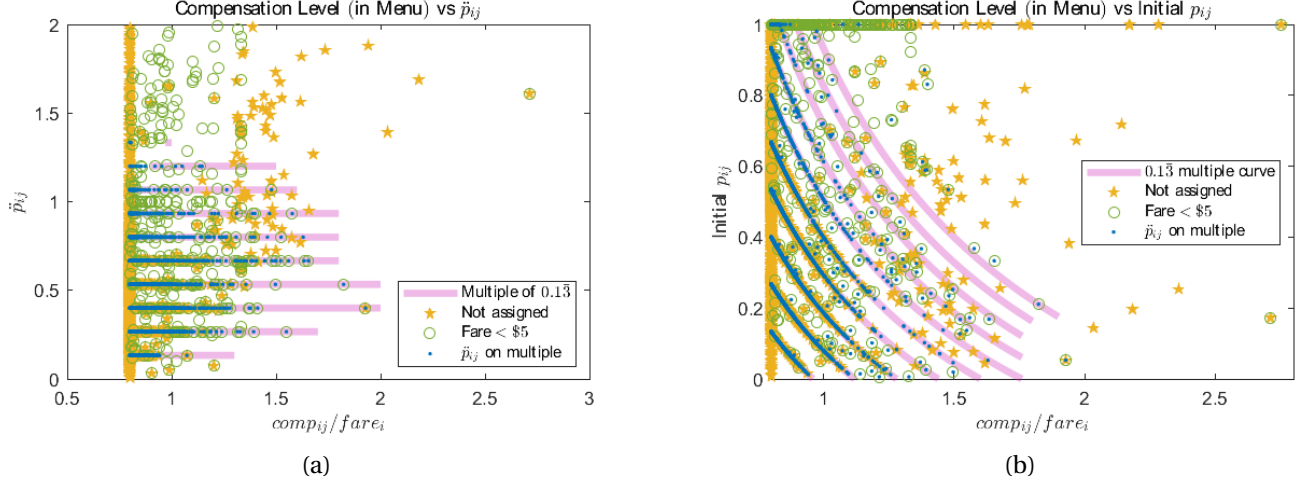 Compensation Level (in Menu) vs p̈ij
2
1.5
1
0.5
0
p̈ij
Multiple of 0.13̄
Not assigned
Fare < $5
p̈ij on multiple
0.5 1 1.5 2 2.5 3
compij/farei
(a)
Compensation Level (in Menu) vs Initial pij
1
0.8
0.6
0.4
0.2
0
Initial pij
0.13̄ multiple curve
Not assigned
Fare < $5
p̈ij on multiple
1 1.5 2 2.5
compij/farei
(b)